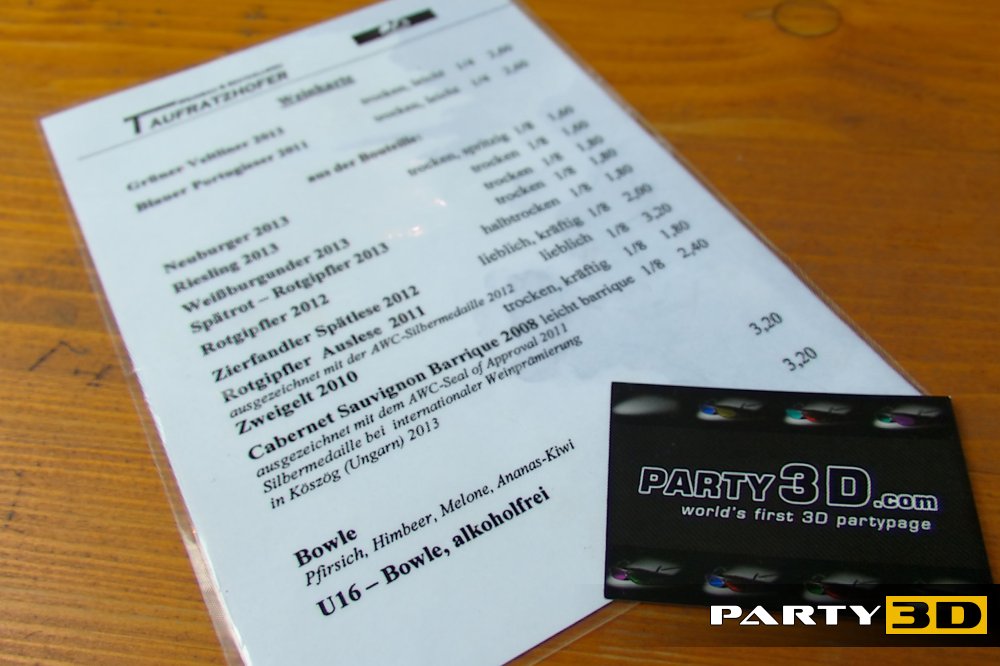 TAUFRATZHOFER
Weinkarte
Grüner Veltliner 2013 trocken, leicht 1/4 2,60
Blauer Portugieser 2011 trocken, leicht 1/4 2,60
aus der Bouteille:
Neuburger 2013 trocken, spritzig 1/8 1,60
Riesling 2013 trocken 1/8 1,60
Weißburgunder 2013 trocken 1/8 1,80
Spätrot – Rotgipfler 2013 trocken 1/8 1,80
Rotgipfler 2012 halbtrocken 1/8 1,80
Zierfandler Spätlese 2012 lieblich, kräftig 1/8 2,00
Rotgipfler Auslese 2011 lieblich 1/8 3,20
ausgezeichnet mit der AWC-Silbermedaille 2012
Zweigelt 2010 trocken, kräftig 1/8 1,80
Cabernet Sauvignon Barrique 2008 leicht barrique 1/8 2,40
ausgezeichnet mit dem AWC-Seal of Approval 2011
Silbermedaille bei internationaler Weinprämierung
in Köszög (Ungarn) 2013
Bowle 3,20
Pfirsich, Himbeer, Melone, Ananas-Kiwi
U16 – Bowle, alkoholfrei 3,20
PARTY3D.com
world's first 3D partypage
PARTY3D